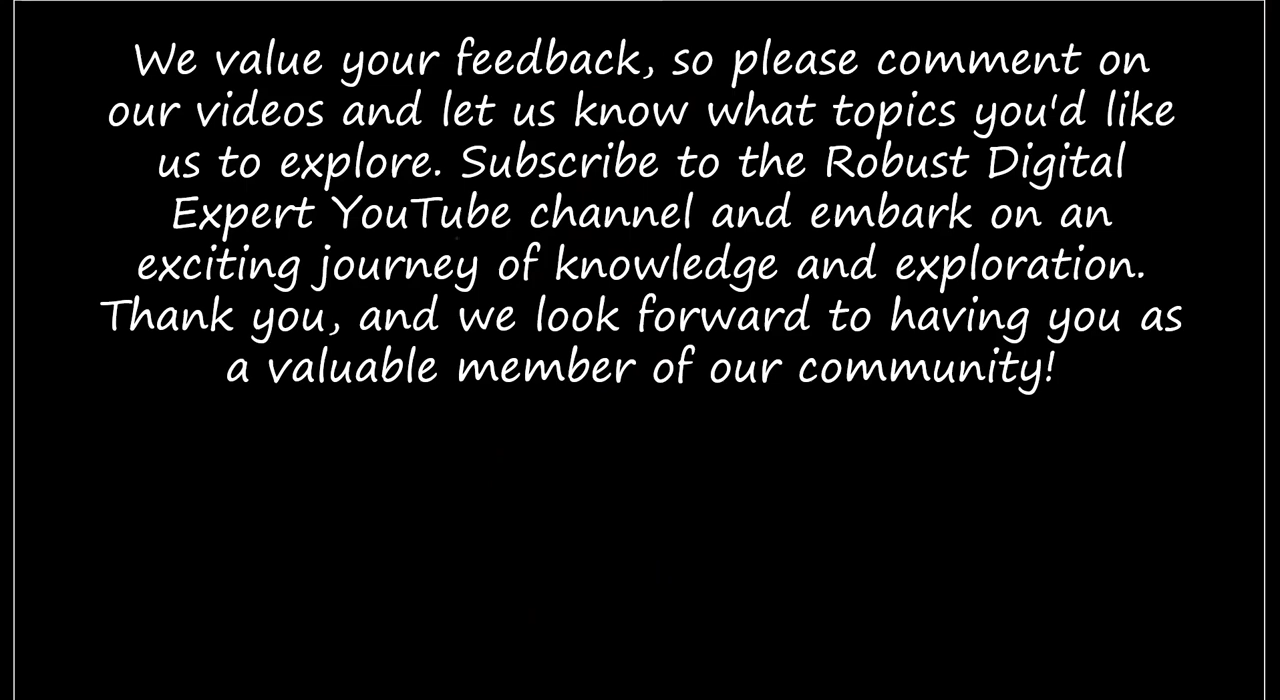 We value your feedback, so please comment on
our videos and let us know what topics you'd like
us to explore. Subscribe to the Robust Digital
Expert YouTube channel and embark on an
exciting journey of knowledge and exploration.
Thank you, and we look forward to having you as
a valuable member of our community!